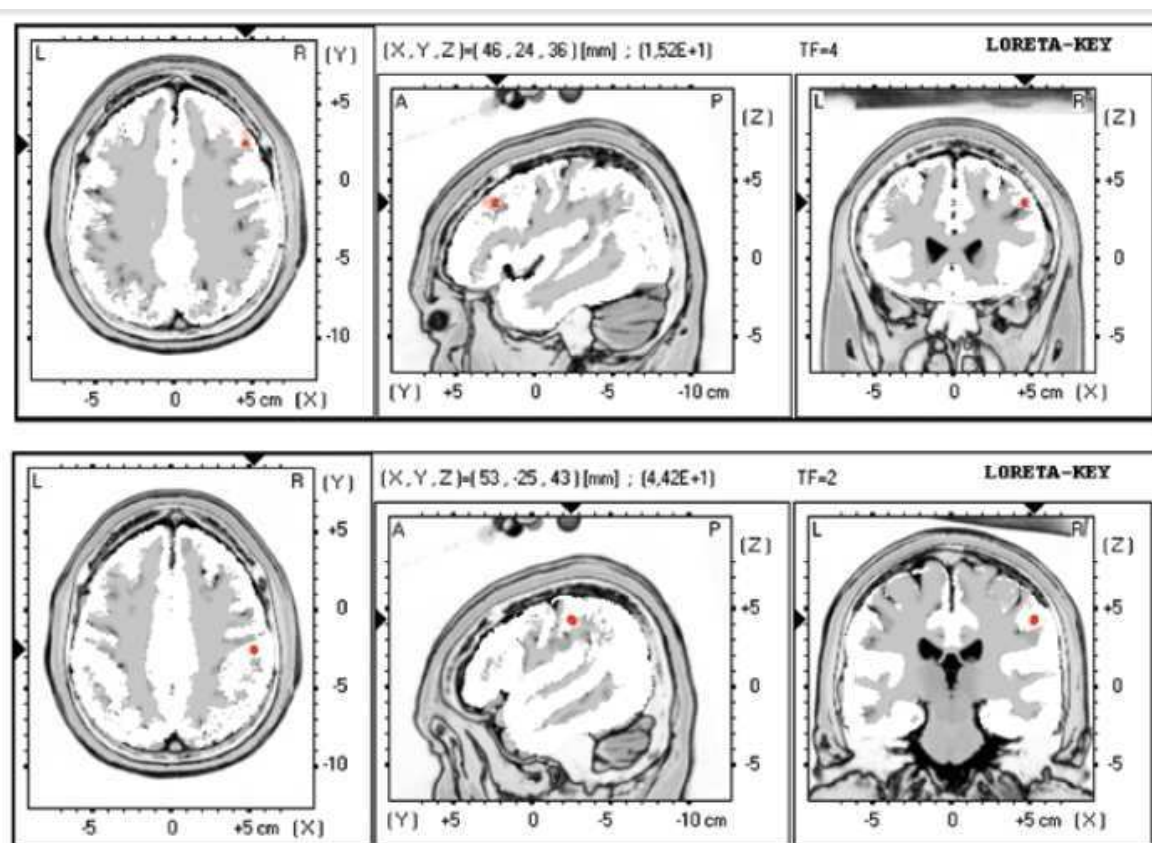 (X,Y,Z)=(46,24,36)[mm] ; (1,52E+1) TF=4 LORETA-KEY
L R (Y)
+5
0
-5
-10
-5 0 +5 cm (X)
A P (Z)
+5
0
-5
(Y) +5 0 -5 -10 cm
L R (Z)
+5
0
-5
-5 0 +5 cm (X)
(X,Y,Z)=(53,-25,43)[mm] ; (4,42E+1) TF=2 LORETA-KEY
L R (Y)
+5
0
-5
-10
-5 0 +5 cm (X)
A P (Z)
+5
0
-5
(Y) +5 0 -5 -10 cm
L R (Z)
+5
0
-5
-5 0 +5 cm (X)